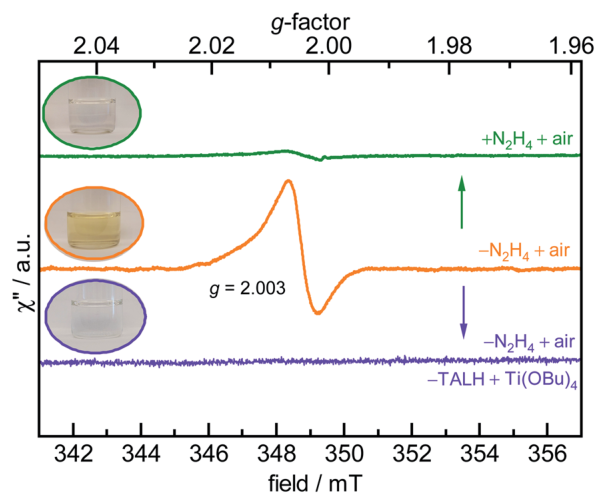 g-factor
2.04 2.02 2.00 1.98 1.96
+N₂H₄ + air
−N₂H₄ + air
g = 2.003
−N₂H₄ + air
−TALH + Ti(OBu)₄
χ'' / a.u.
342 344 346 348 350 352 354 356
field / mT